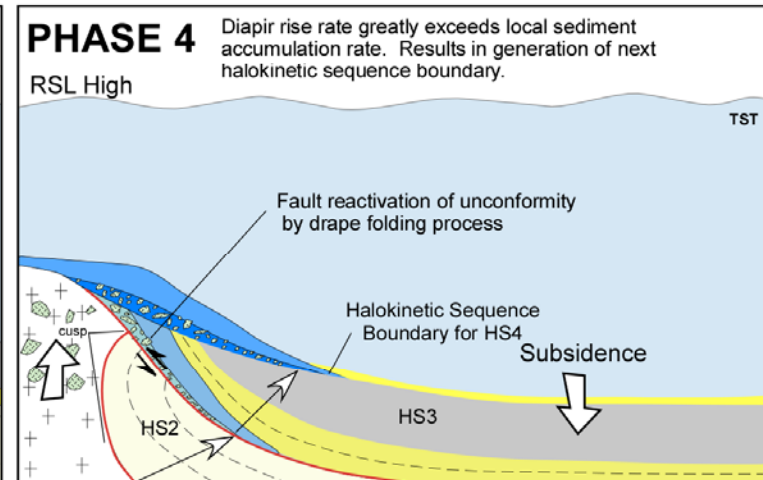 PHASE 4
Diapir rise rate greatly exceeds local sediment
accumulation rate. Results in generation of next
halokinetic sequence boundary.
RSL High
TST
Fault reactivation of unconformity
by drape folding process
Halokinetic Sequence
Boundary for HS4
Subsidence
cusp
HS3
HS2